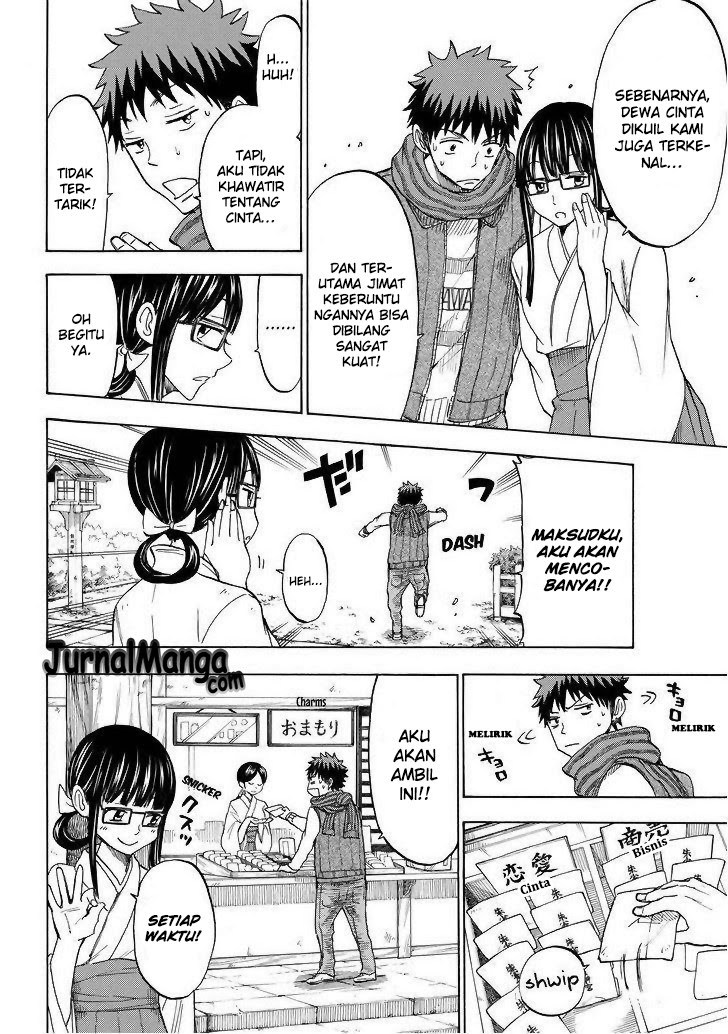 SEBENARNYA,
DEWA CINTA
DIKUIL KAMI
JUGA TERKE-
NAL...
DAN TER-
UTAMA JIMAT
KEBERUNTU
NGANNYA BISA
DIBILANG
SANGAT
KUAT!
AWA
H...
HUH!
TAPI,
AKU TIDAK
KHAWATIR
TENTANG
CINTA...
TIDAK
TER-
TARIK!
.......
OH
BEGITU
YA.
MAKSUDKU,
AKU AKAN
MENCO-
BANYA!!
DASH
ダッ
HEH...
JurnalManga
.com
キョロ
MELIRIK
キョロ
MELIRIK
商売
Bisnis
恋愛
Cinta
shwip
AKU
AKAN
AMBIL
INI!!
Charms
おまもり
SNICKER
クスッ
SETIAP
WAKTU!